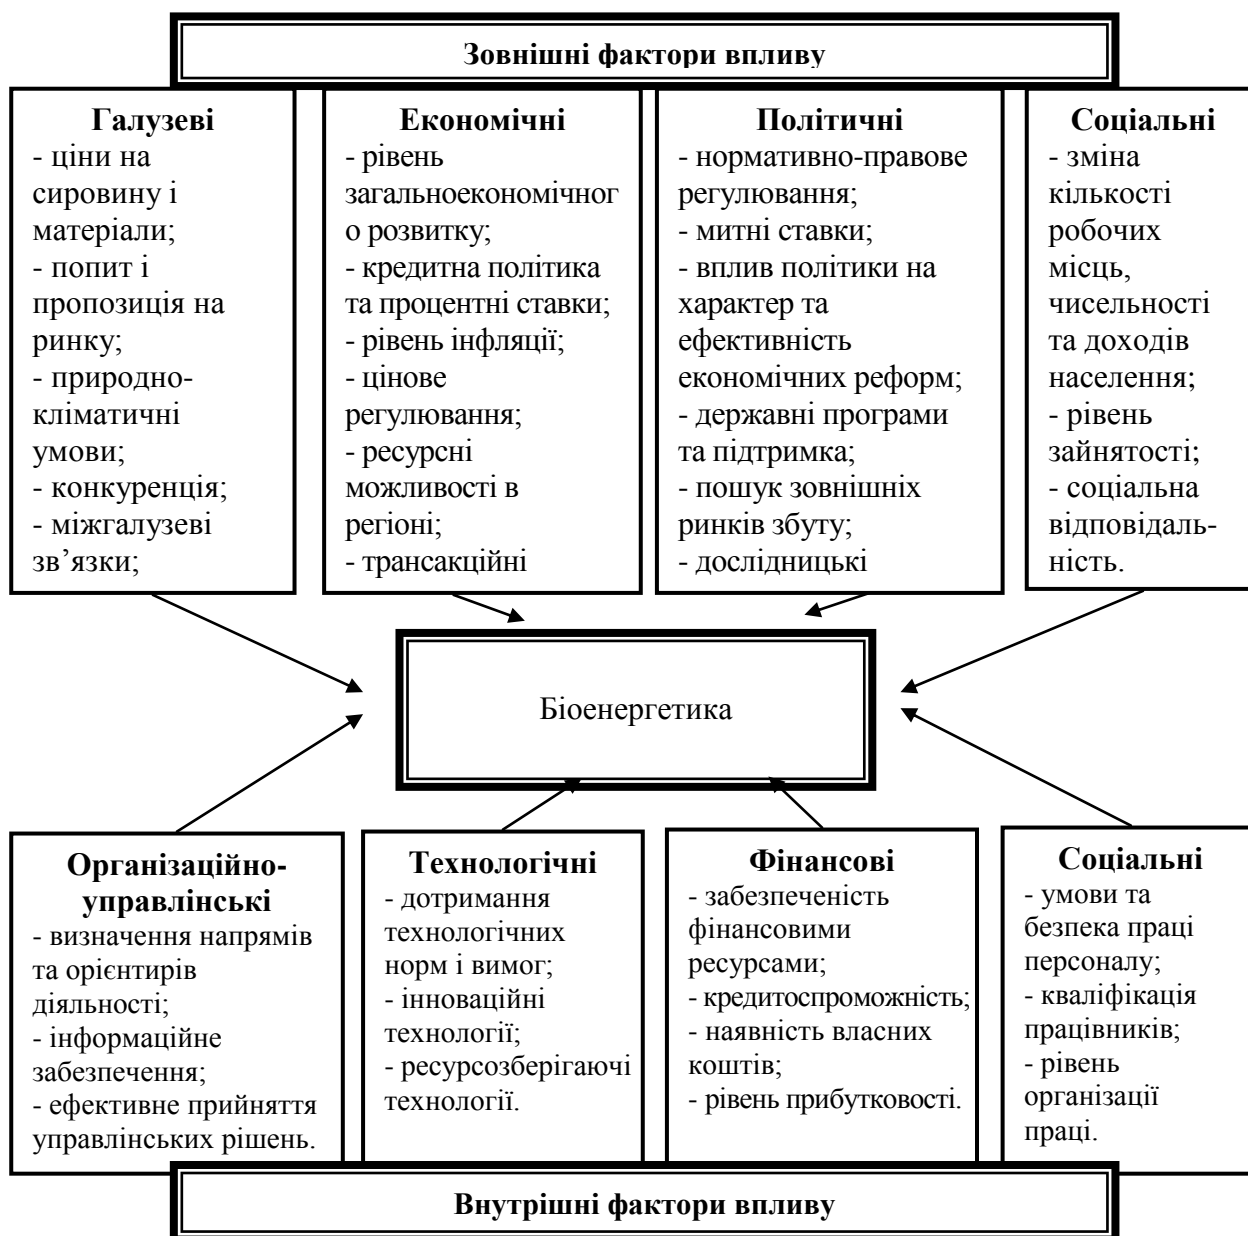 Зовнішні фактори впливу
Галузеві
- ціни на
сировину і
матеріали;
- попит і
пропозиція на
ринку;
- природно-
кліматичні
умови;
- конкуренція;
- міжгалузеві
зв’язки;
Економічні
- рівень
загальноекономічног
о розвитку;
- кредитна політика
та процентні ставки;
- рівень інфляції;
- цінове
регулювання;
- ресурсні
можливості в
регіоні;
- трансакційні
Політичні
- нормативно-правове
регулювання;
- митні ставки;
- вплив політики на
характер та
ефективність
економічних реформ;
- державні програми
та підтримка;
- пошук зовнішніх
ринків збуту;
- дослідницькі
Соціальні
- зміна
кількості
робочих
місць,
чисельності
та доходів
населення;
- рівень
зайнятості;
- соціальна
відповідаль-
ність.
Біоенергетика
Організаційно-
управлінські
- визначення напрямів
та орієнтирів
діяльності;
- інформаційне
забезпечення;
- ефективне прийняття
управлінських рішень.
Технологічні
- дотримання
технологічних
норм і вимог;
- інноваційні
технології;
- ресурсозберігаючі
технології.
Фінансові
- забезпеченість
фінансовими
ресурсами;
- кредитоспроможність;
- наявність власних
коштів;
- рівень прибутковості.
Соціальні
- умови та
безпека праці
персоналу;
- кваліфікація
працівників;
- рівень
організації
праці.
Внутрішні фактори впливу